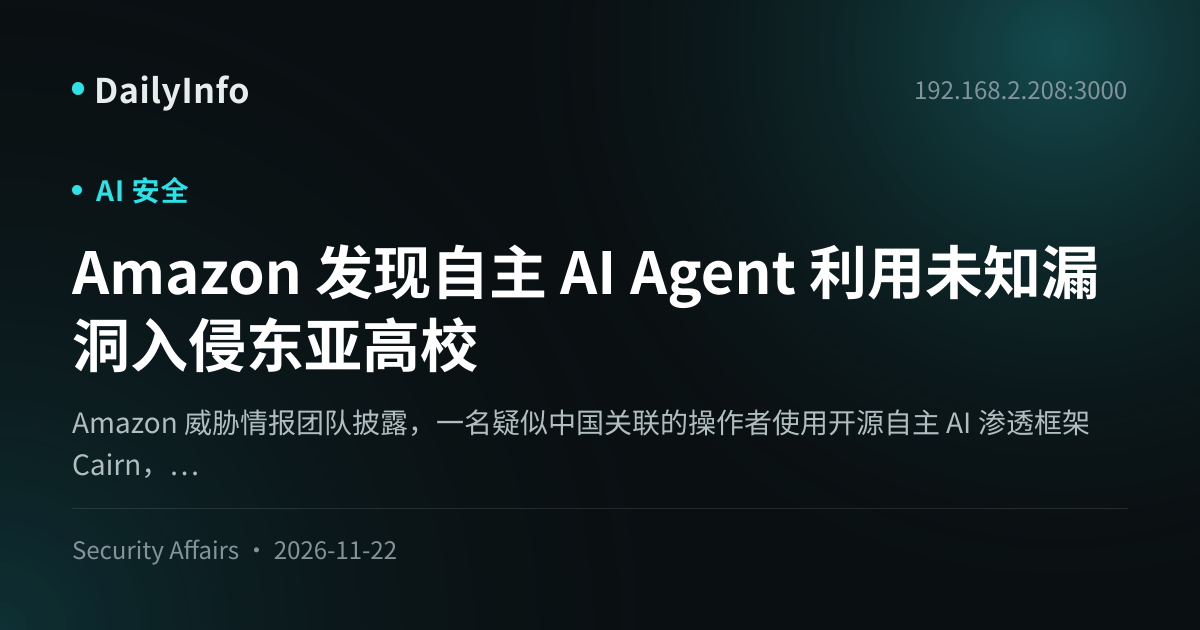 DailyInfo
192.168.2.208:3000
AI 安全
Amazon 发现自主 AI Agent 利用未知漏
洞入侵东亚高校
Amazon 威胁情报团队披露，一名疑似中国关联的操作者使用开源自主 AI 渗透框架
Cairn，…
Security Affairs · 2026-11-22